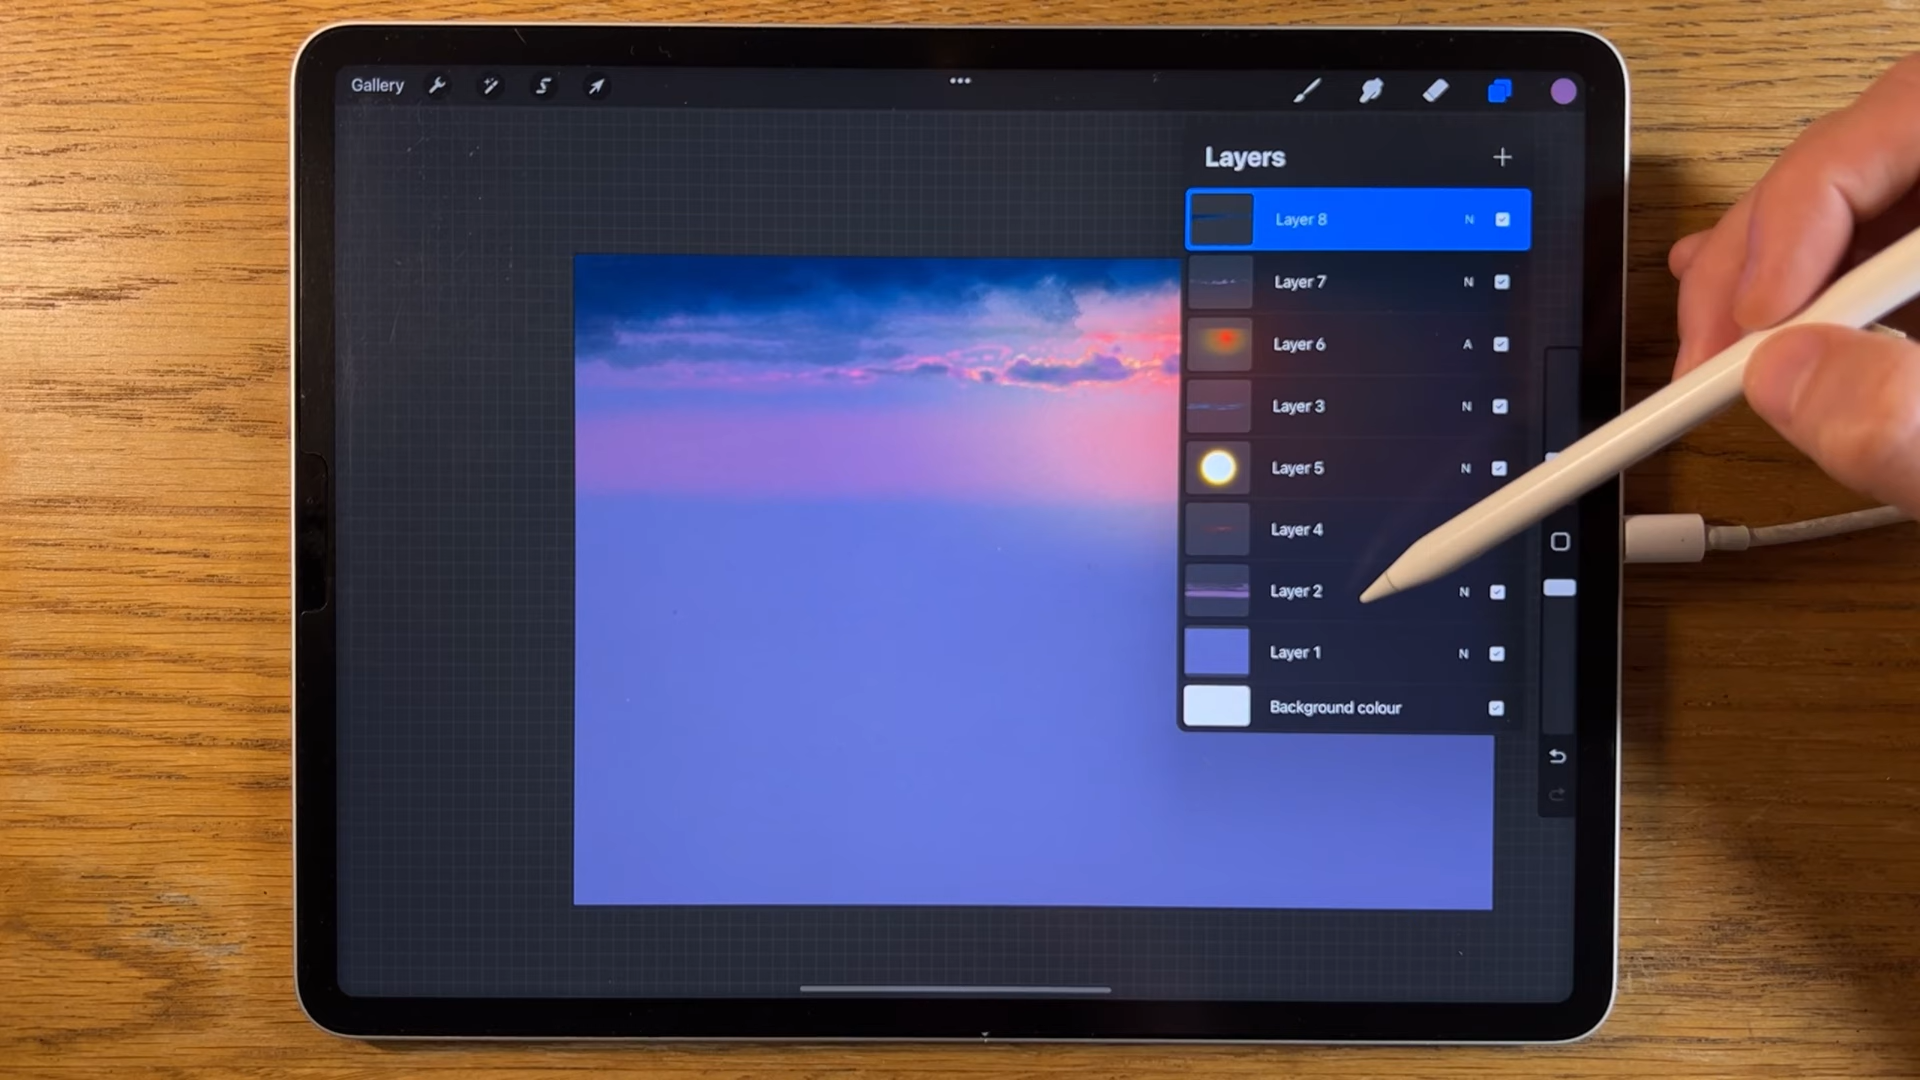 Gallery
Layers
Layer 8 N
Layer 7 N
Layer 6 A
Layer 3 N
Layer 5 N
Layer 4
Layer 2 N
Layer 1 N
Background colour